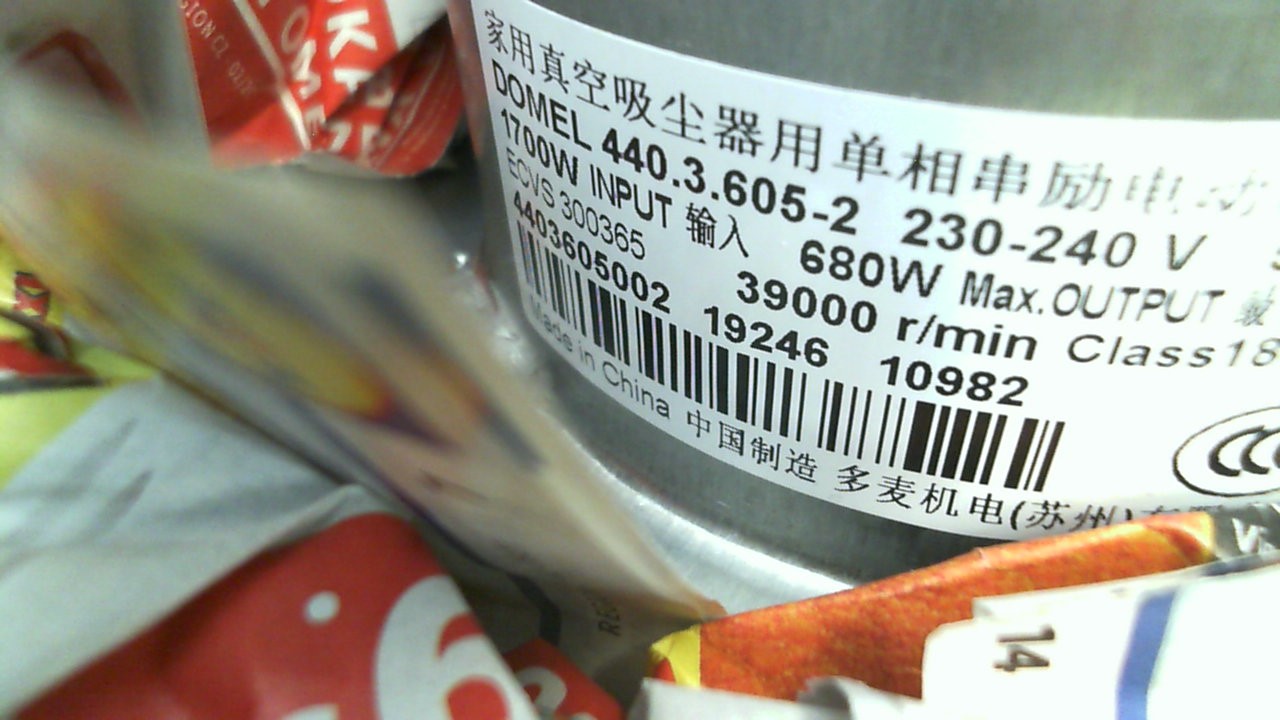 家用真空吸尘器用单相串励电动
DOMEL 440.3.605-2 230-240 V
1700W INPUT 输入 680W Max.OUTPUT
ECVS 300365 39000 r/min Class18
4403605002 19246 10982
Made in China 中国制造 多麦机电(苏州)
14